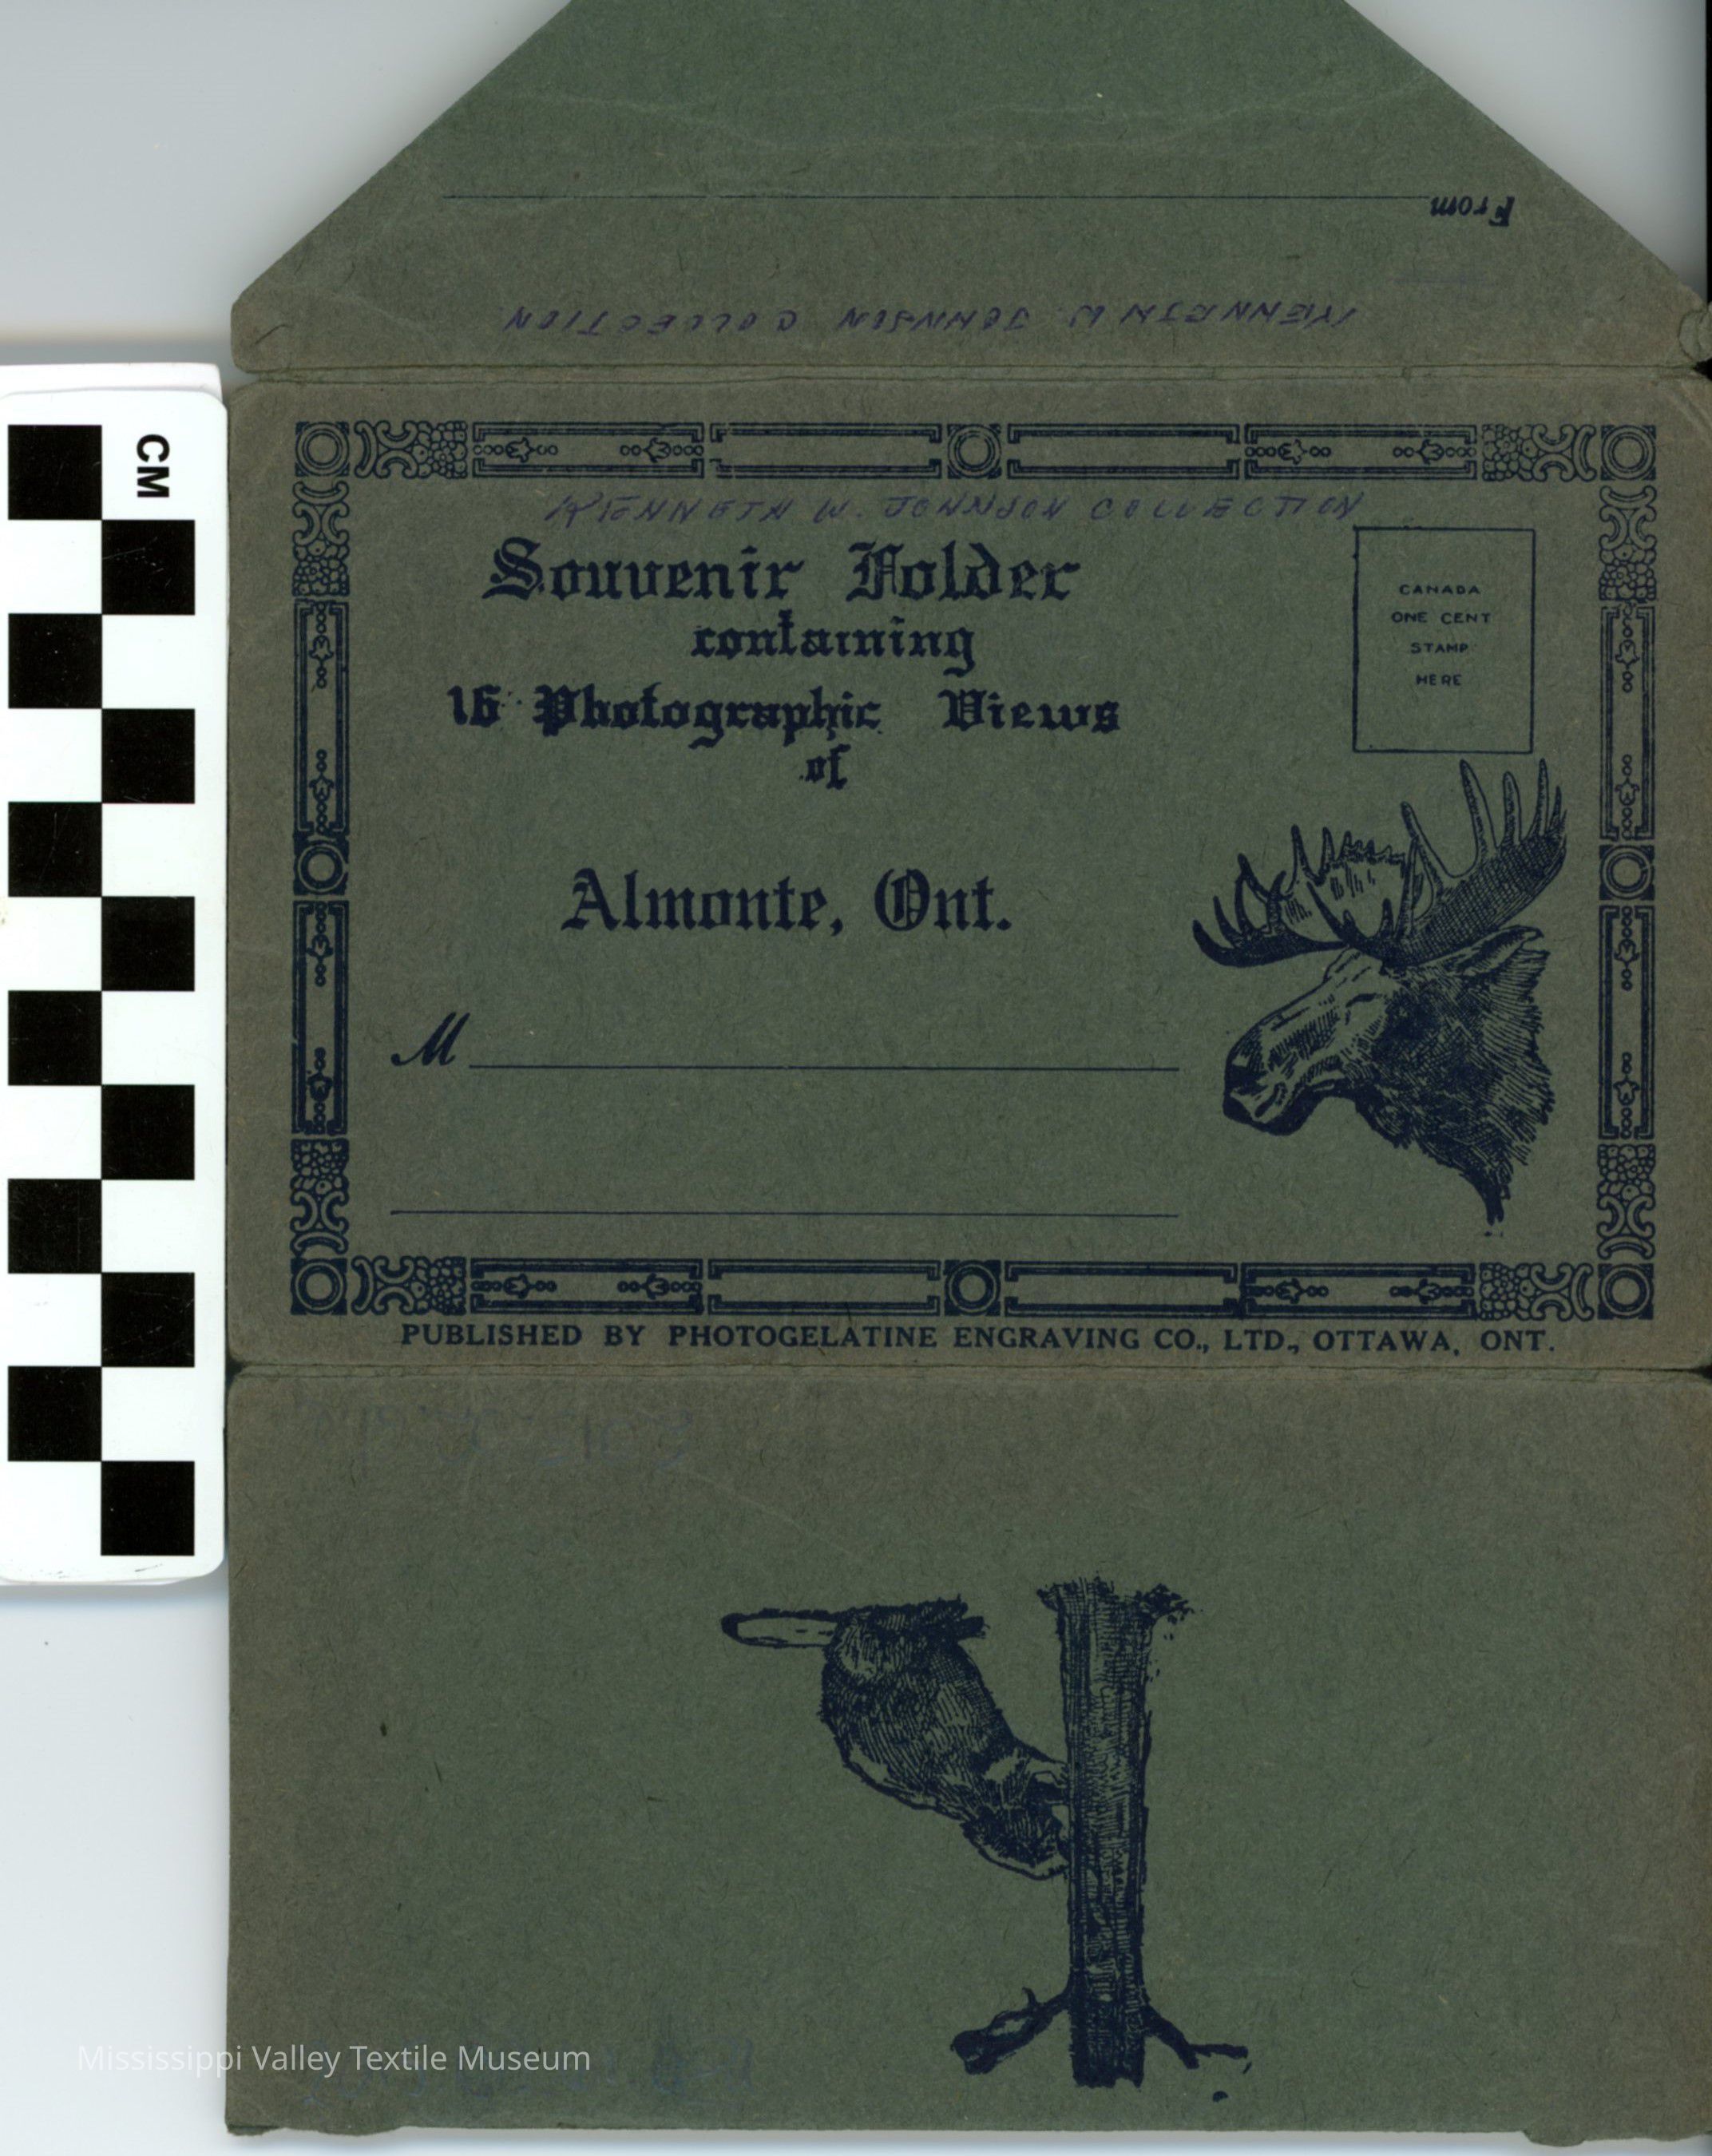 From
KENNETH W. JOHNSON COLLECTION
CM
KENNETH W. JOHNSON COLLECTION
Souvenir Folder
containing
16 Photographic Views
of
Almonte, Ont.
CANADA
ONE CENT
STAMP
HERE
M
PUBLISHED BY PHOTOGELATINE ENGRAVING CO., LTD., OTTAWA, ONT.
Mississippi Valley Textile Museum